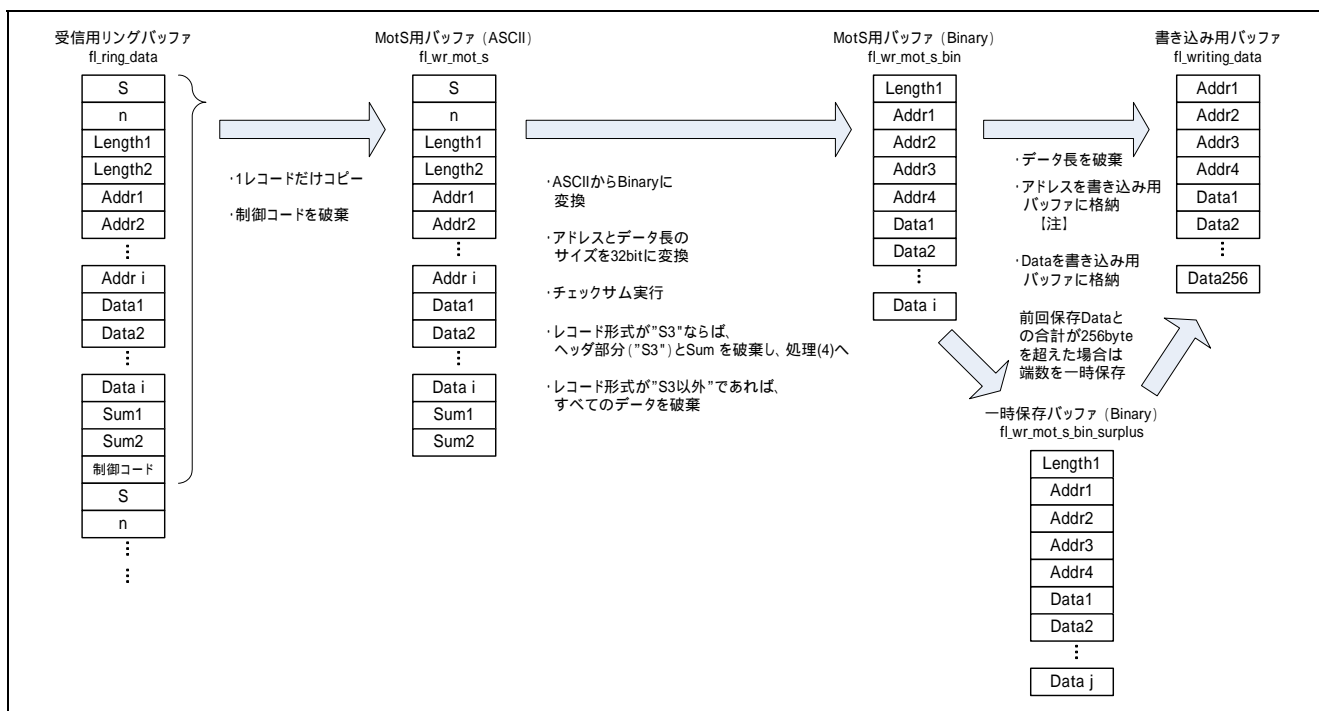 受信用リングバッファ
fl_ring_data
S
n
Length1
Length2
Addr1
Addr2
⋮
Addr i
Data1
Data2
⋮
Data i
Sum1
Sum2
制御コード
S
n
⋮
⋮
・1レコードだけコピー
・制御コードを破棄
MotS用バッファ（ASCII）
fl_wr_mot_s
S
n
Length1
Length2
Addr1
Addr2
⋮
Addr i
Data1
Data2
⋮
Data i
Sum1
Sum2
・ASCIIからBinaryに
変換
・アドレスとデータ長の
サイズを32bitに変換
・チェックサム実行
・レコード形式が"S3"ならば、
ヘッダ部分("S3")とSum を破棄し、処理(4)へ
・レコード形式が"S3以外"であれば、
すべてのデータを破棄
MotS用バッファ（Binary）
fl_wr_mot_s_bin
Length1
Addr1
Addr2
Addr3
Addr4
Data1
Data2
⋮
Data i
・データ長を破棄
・アドレスを書き込み用
バッファに格納
【注】
・Dataを書き込み用
バッファに格納
前回保存Dataと
の合計が256byte
を超えた場合は
端数を一時保存
一時保存バッファ（Binary）
fl_wr_mot_s_bin_surplus
Length1
Addr1
Addr2
Addr3
Addr4
Data1
Data2
⋮
Data j
書き込み用バッファ
fl_writing_data
Addr1
Addr2
Addr3
Addr4
Data1
Data2
⋮
Data256